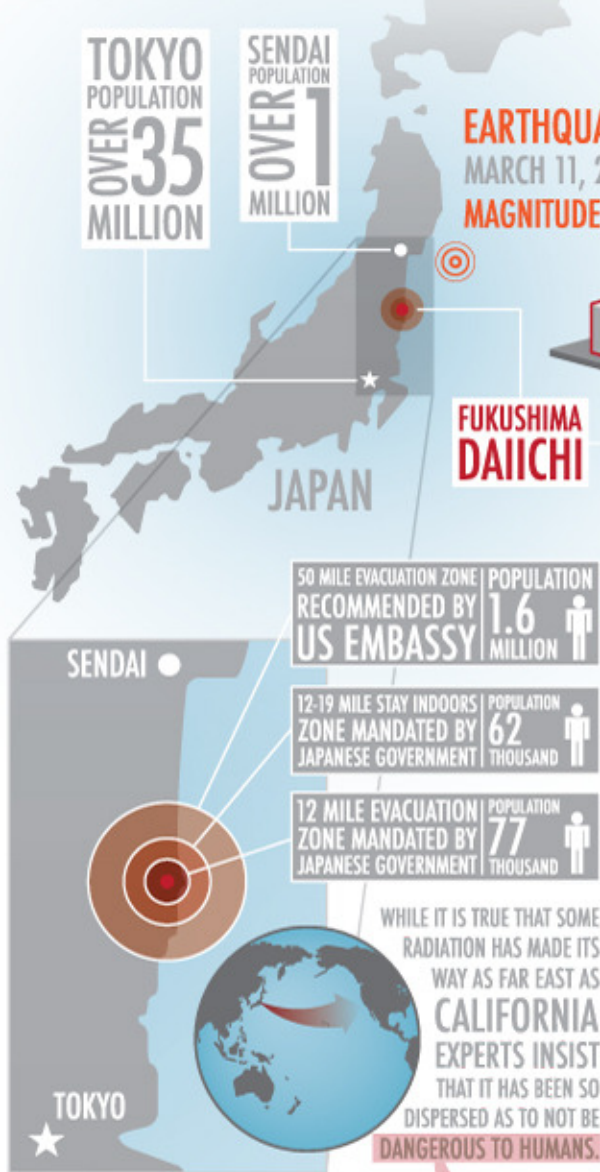 TOKYO
POPULATION
OVER 35
MILLION
SENDAI
POPULATION
OVER 1
MILLION
MARCH 11,
MAGNITUDE
FUKUSHIMA
DAIICHI
JAPAN
50 MILE EVACUATION ZONE
RECOMMENDED BY
US EMBASSY
POPULATION
1.6
MILLION
12-19 MILE STAY INDOORS
ZONE MANDATED BY
JAPANESE GOVERNMENT
POPULATION
62
THOUSAND
12 MILE EVACUATION
ZONE MANDATED BY
JAPANESE GOVERNMENT
POPULATION
77
THOUSAND
SENDAI
WHILE IT IS TRUE THAT SOME
RADIATION HAS MADE ITS
WAY AS FAR EAST AS
CALIFORNIA
EXPERTS INSIST
THAT IT HAS BEEN SO
DISPERSED AS TO NOT BE
DANGEROUS TO HUMANS.
TOKYO